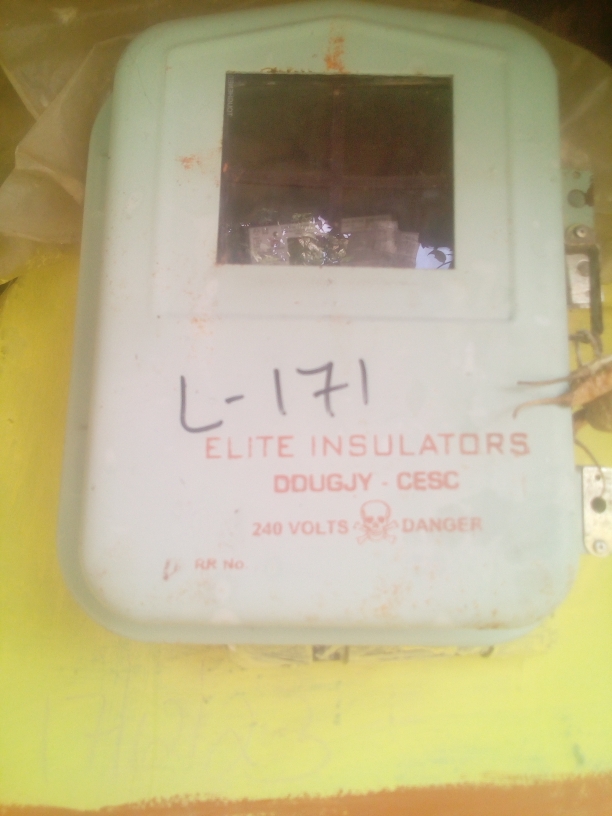 L-171
ELITE INSULATORS
DDUGJY - CESC
240 VOLTS DANGER
RR No